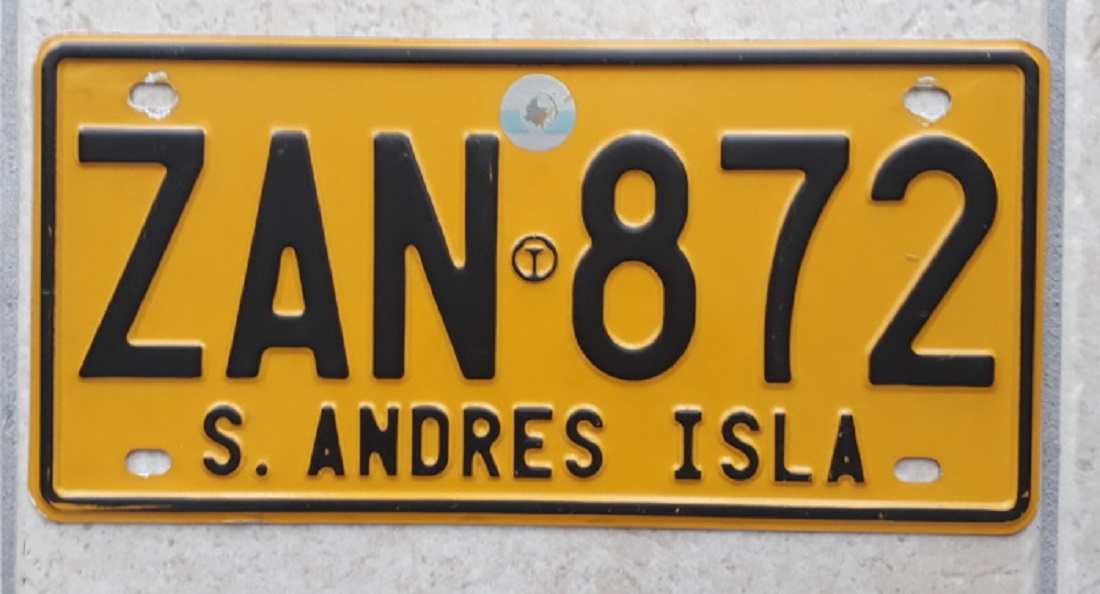 ZAN T 872
S. ANDRES ISLA